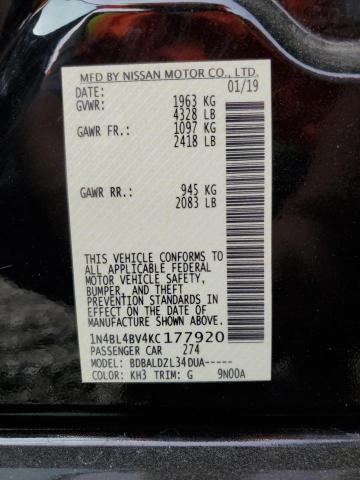 MFD BY NISSAN MOTOR CO., LTD.
DATE: 01/19
GVWR: 1963 KG
4328 LB
GAWR FR.: 1097 KG
2418 LB
GAWR RR.: 945 KG
2083 LB
THIS VEHICLE CONFORMS TO
ALL APPLICABLE FEDERAL
MOTOR VEHICLE SAFETY,
BUMPER, AND THEFT
PREVENTION STANDARDS
IN EFFECT ON THE DATE OF
MANUFACTURE SHOWN ABOVE.
1N4BL4BV4KC177920
PASSENGER CAR 274
MODEL: BDBALDZL34DUA-----
COLOR: KH3 TRIM: G 9N00A